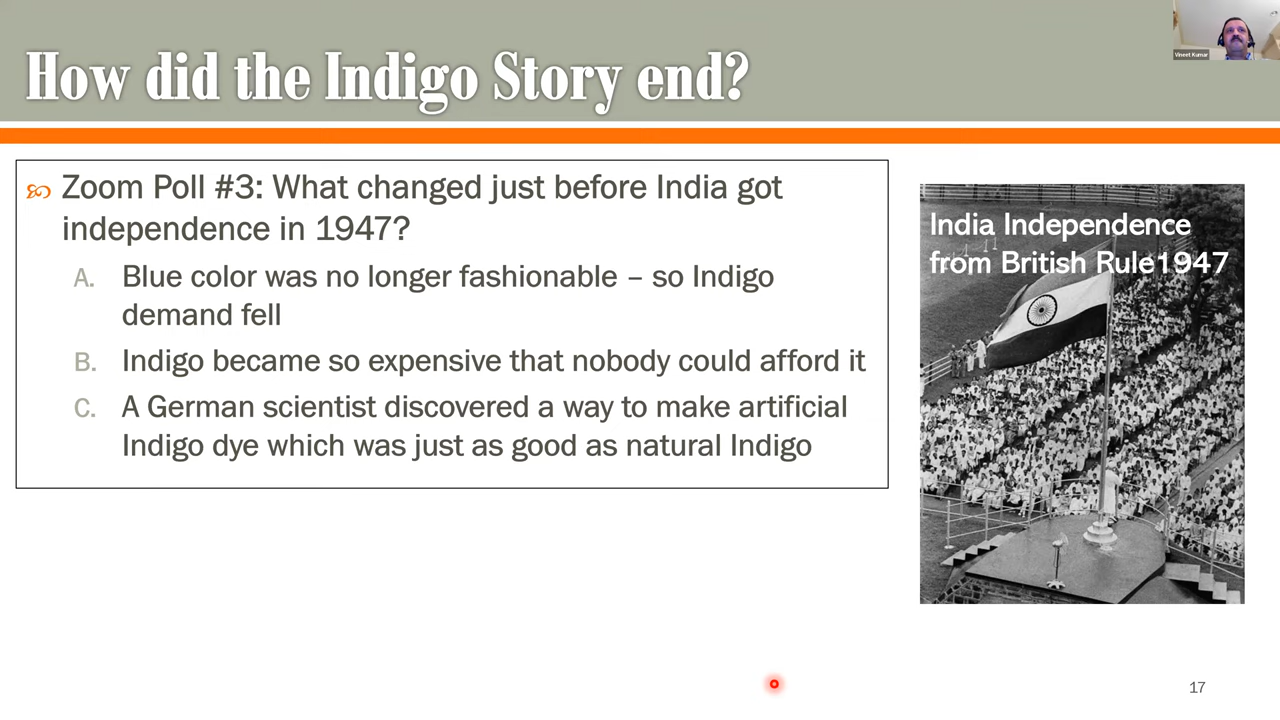 Vineet Kumar
How did the Indigo Story end?
Zoom Poll #3: What changed just before India got
independence in 1947?
A. Blue color was no longer fashionable – so Indigo
demand fell
B. Indigo became so expensive that nobody could afford it
C. A German scientist discovered a way to make artificial
Indigo dye which was just as good as natural Indigo
India Independence
from British Rule1947
17